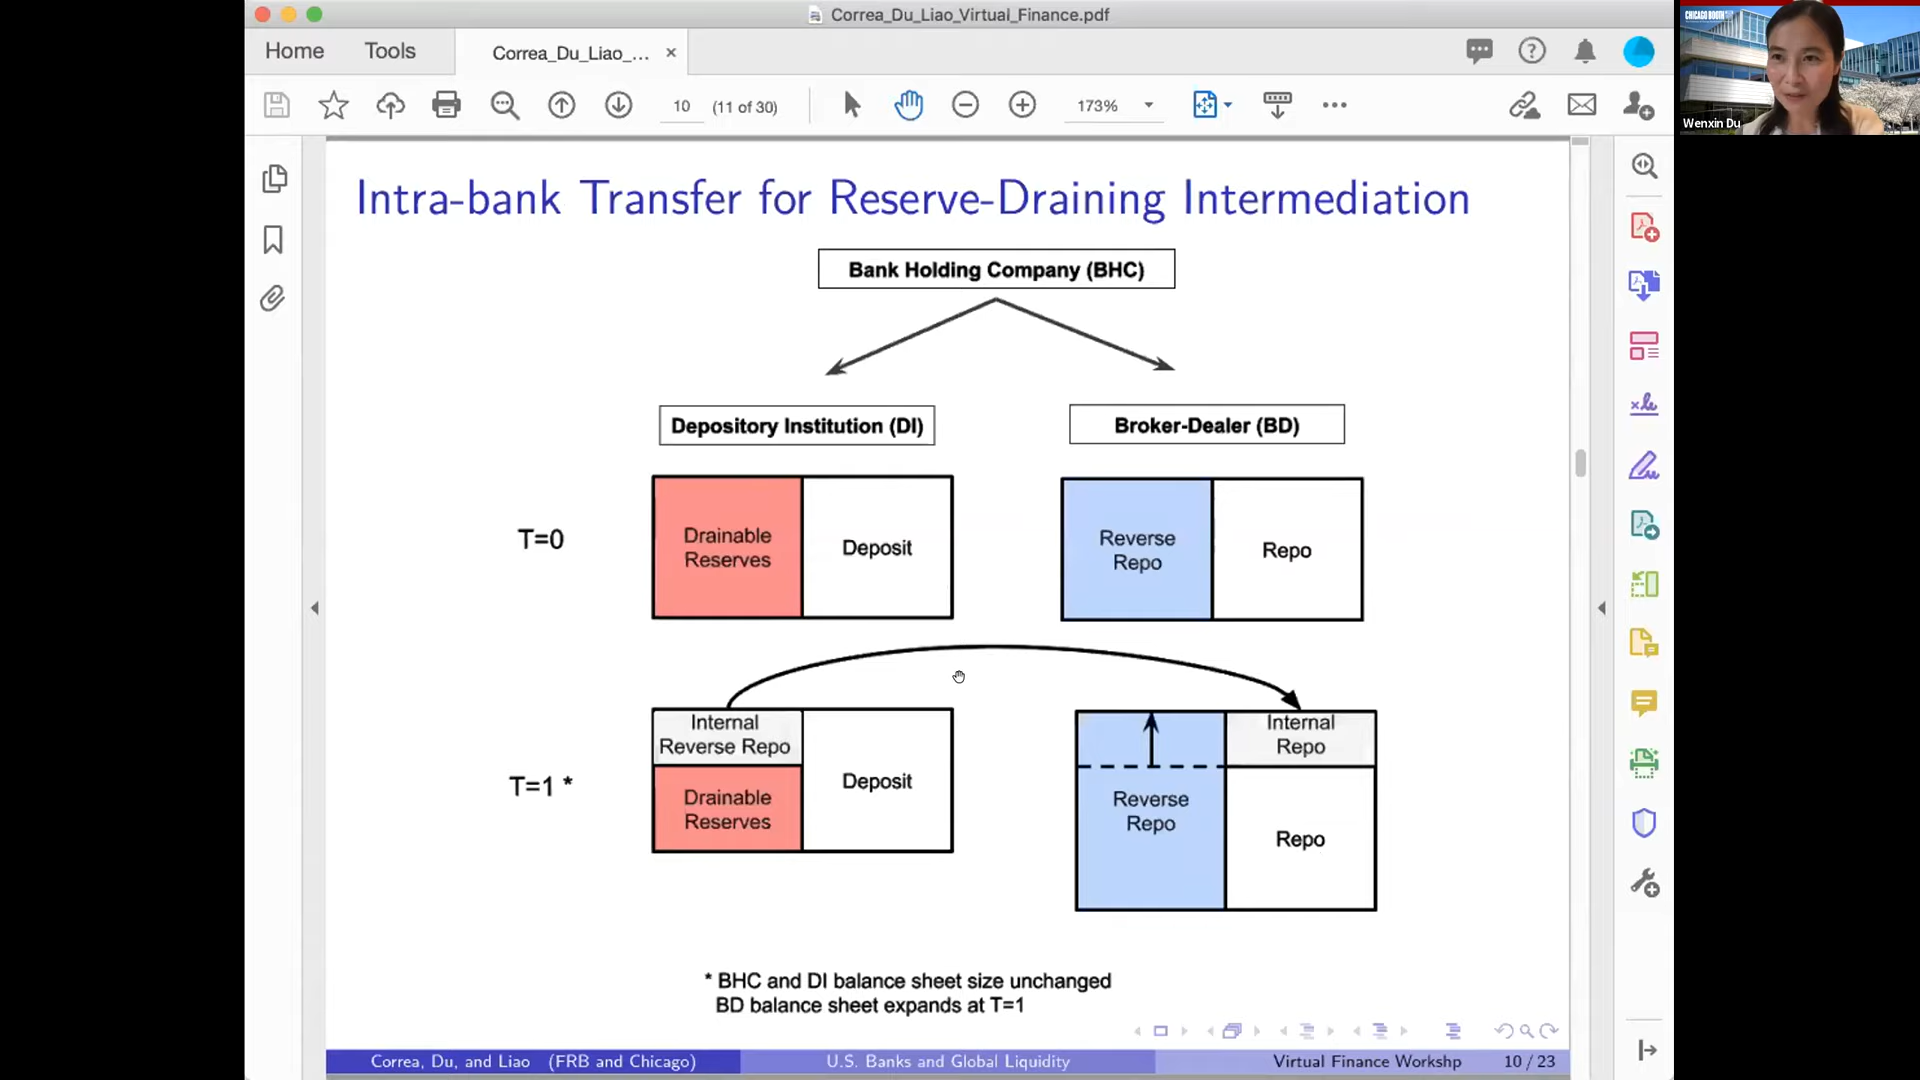 Correa_Du_Liao_Virtual_Finance.pdf
Home
Tools
Correa_Du_Liao_... ×
10 (11 of 30)
173%
CHICAGO BOOTH
Wenxin Du
Intra-bank Transfer for Reserve-Draining Intermediation
Bank Holding Company (BHC)
Depository Institution (DI)
Broker-Dealer (BD)
T=0
Drainable
Reserves
Deposit
Reverse
Repo
Repo
T=1 *
Internal
Reverse Repo
Drainable
Reserves
Deposit
Internal
Repo
Reverse
Repo
Repo
* BHC and DI balance sheet size unchanged
BD balance sheet expands at T=1
Correa, Du, and Liao (FRB and Chicago)
U.S. Banks and Global Liquidity
Virtual Finance Workshp
10 / 23